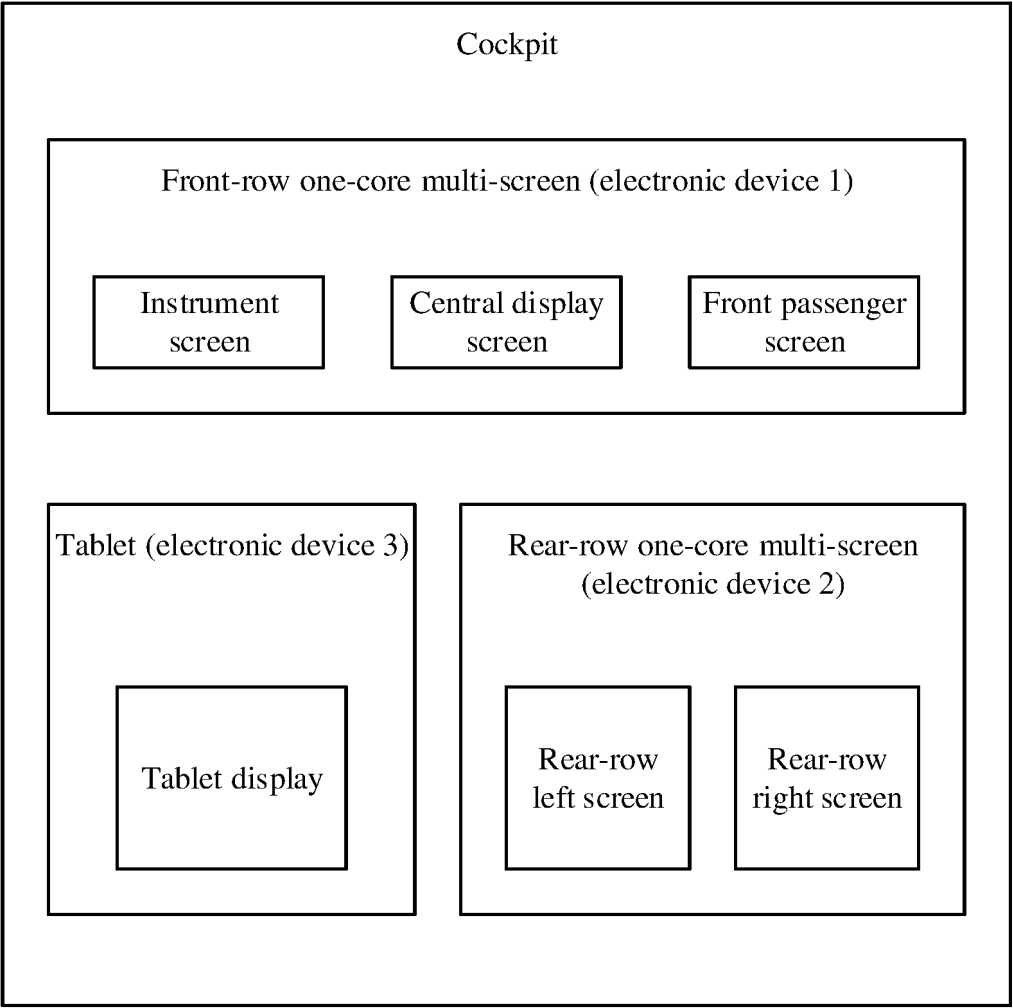 Cockpit
Front-row one-core multi-screen (electronic device 1)
Instrument
screen
Central display
screen
Front passenger
screen
Tablet (electronic device 3)
Tablet display
Rear-row one-core multi-screen
(electronic device 2)
Rear-row
left screen
Rear-row
right screen